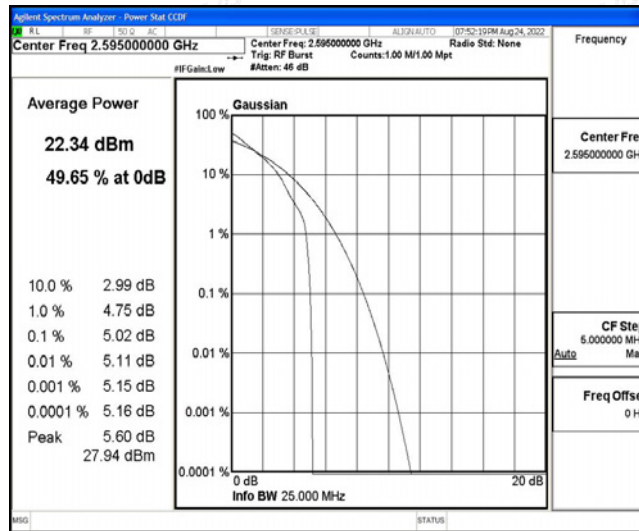 Agilent Spectrum Analyzer - Power Stat CCDF
RL RF 50 Ω AC SENSE:PULSE ALIGNAUTO 07:52:19PM Aug 24, 2022
Center Freq 2.595000000 GHz
Center Freq: 2.595000000 GHz Radio Std: None
Trig: RF Burst Counts:1.00 M/1.00 Mpt
#IFGain:Low #Atten: 46 dB
Frequency
Average Power
22.34 dBm
49.65 % at 0dB
10.0 % 2.99 dB
1.0 % 4.75 dB
0.1 % 5.02 dB
0.01 % 5.11 dB
0.001 % 5.15 dB
0.0001 % 5.16 dB
Peak 5.60 dB
27.94 dBm
Gaussian
100 %
10 %
1 %
0.1 %
0.01 %
0.001 %
0.0001 %
0 dB 20 dB
Info BW 25.000 MHz
Center Fre
2.595000000 GH
CF Ste
5.000000 MH
Auto Ma
Freq Offse
0 H
MSG STATUS